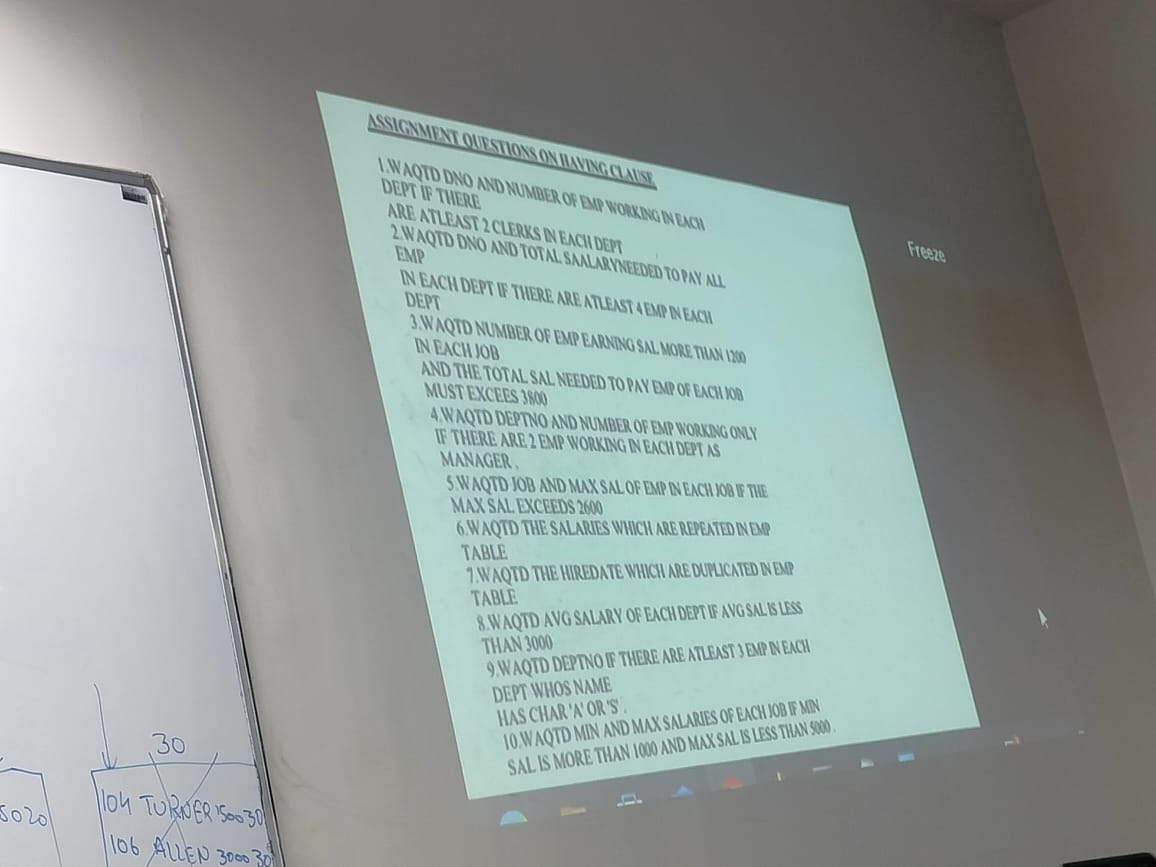 ASSIGNMENT QUESTIONS ON HAVING CLAUSE
1.WAQTD DNO AND NUMBER OF EMP WORKING IN EACH
DEPT IF THERE
ARE ATLEAST 2 CLERKS IN EACH DEPT
2.WAQTD DNO AND TOTAL SAALARYNEEDED TO PAY ALL
EMP
IN EACH DEPT IF THERE ARE ATLEAST 4 EMP IN EACH
DEPT
3.WAQTD NUMBER OF EMP EARNING SAL MORE THAN 1200
IN EACH JOB
AND THE TOTAL SAL NEEDED TO PAY EMP OF EACH JOB
MUST EXCEES 3800
4.WAQTD DEPTNO AND NUMBER OF EMP WORKING ONLY
IF THERE ARE 2 EMP WORKING IN EACH DEPT AS
MANAGER .
5.WAQTD JOB AND MAX SAL OF EMP IN EACH JOB IF THE
MAX SAL EXCEEDS 2600
6.WAQTD THE SALARIES WHICH ARE REPEATED IN EMP
TABLE
7.WAQTD THE HIREDATE WHICH ARE DUPLICATED IN EMP
TABLE
8.WAQTD AVG SALARY OF EACH DEPT IF AVG SAL IS LESS
THAN 3000
9.WAQTD DEPTNO IF THERE ARE ATLEAST 3 EMP IN EACH
DEPT WHOS NAME
HAS CHAR 'A' OR 'S' .
10.WAQTD MIN AND MAX SALARIES OF EACH JOB IF MIN
SAL IS MORE THAN 1000 AND MAX SAL IS LESS THAN 5000 .
Freeze
30
5020
104 TURNER 1500 30
106 ALLEN 3000 30